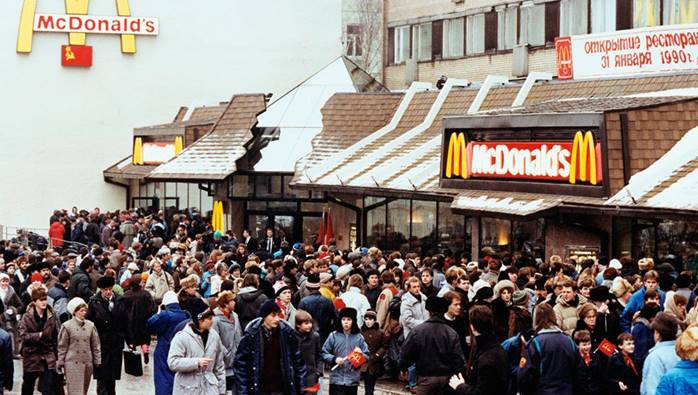 McDonald's
открытие ресторан
31 января 1990 г.
McDonald's